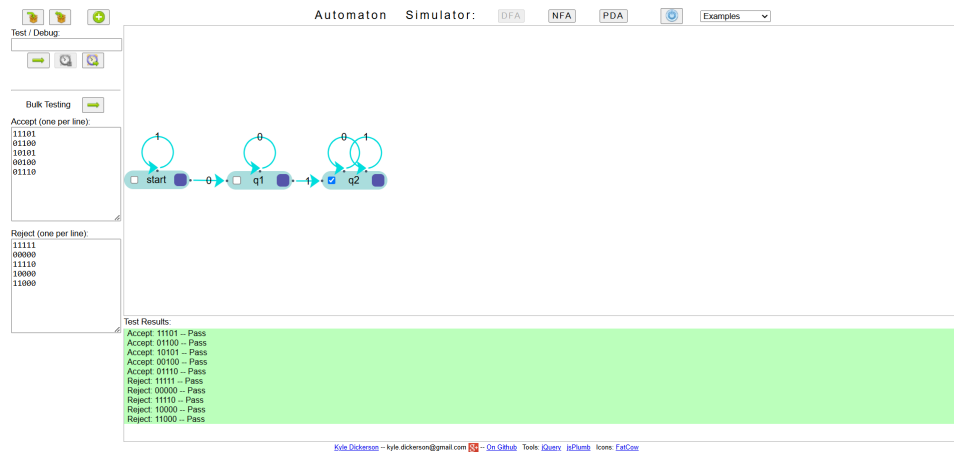 Automaton Simulator: DFA NFA PDA Examples
Test / Debug:
Bulk Testing
Accept (one per line):
11101
01100
10101
00100
01110
Reject (one per line):
11111
00000
11110
10000
11000
1 0 0 1
start 0 q1 1 q2
Test Results:
Accept: 11101 -- Pass
Accept: 01100 -- Pass
Accept: 10101 -- Pass
Accept: 00100 -- Pass
Accept: 01110 -- Pass
Reject: 11111 -- Pass
Reject: 00000 -- Pass
Reject: 11110 -- Pass
Reject: 10000 -- Pass
Reject: 11000 -- Pass
Kyle Dickerson -- kyle.dickerson@gmail.com g+ -- On Github Tools: jQuery jsPlumb Icons: FatCow